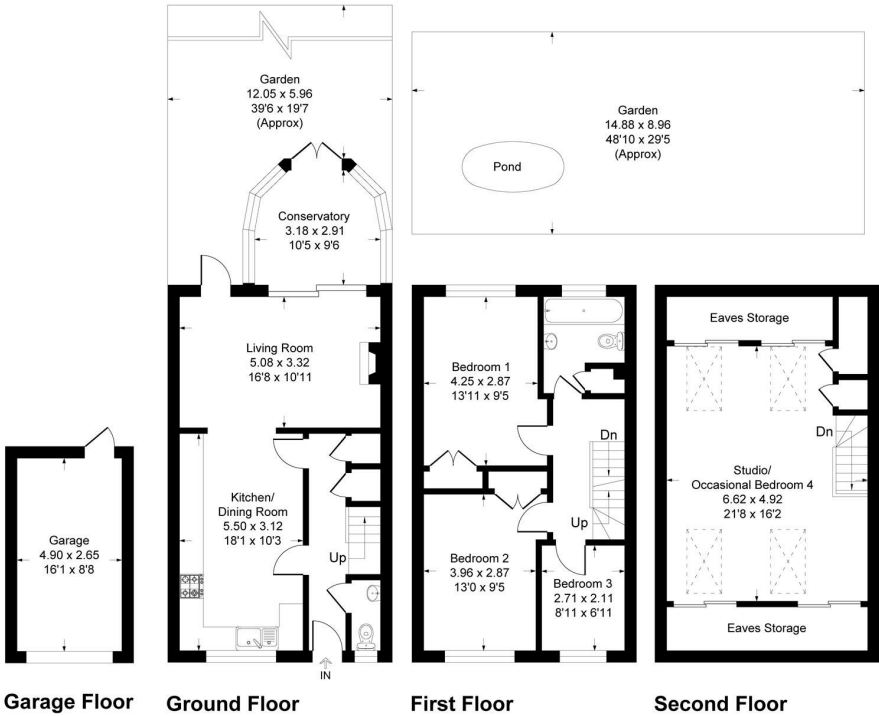 Garden
12.05 x 5.96
39'6 x 19'7
(Approx)
Garden
14.88 x 8.96
48'10 x 29'5
(Approx)
Pond
Conservatory
3.18 x 2.91
10'5 x 9'6
Living Room
5.08 x 3.32
16'8 x 10'11
Kitchen/
Dining Room
5.50 x 3.12
18'1 x 10'3
Up
IN
Garage
4.90 x 2.65
16'1 x 8'8
Bedroom 1
4.25 x 2.87
13'11 x 9'5
Dn
Up
Bedroom 2
3.96 x 2.87
13'0 x 9'5
Bedroom 3
2.71 x 2.11
8'11 x 6'11
Eaves Storage
Dn
Studio/
Occasional Bedroom 4
6.62 x 4.92
21'8 x 16'2
Eaves Storage
Garage Floor
Ground Floor
First Floor
Second Floor